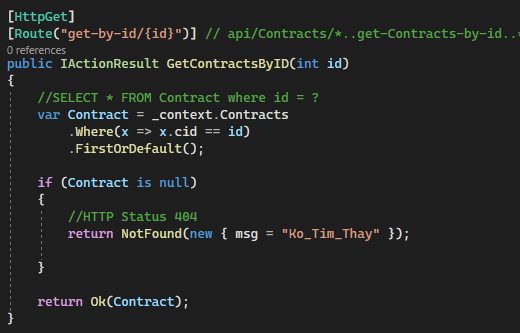 [HttpGet]
[Route("get-by-id/{id}")] // api/Contracts/*..get-Contracts-by-id..
0 references
public IActionResult GetContractsByID(int id)
{
//SELECT * FROM Contract where id = ?
var Contract = _context.Contracts
.Where(x => x.cid == id)
.FirstOrDefault();
if (Contract is null)
{
//HTTP Status 404
return NotFound(new { msg = "Ko_Tim_Thay" });
}
return Ok(Contract);
}